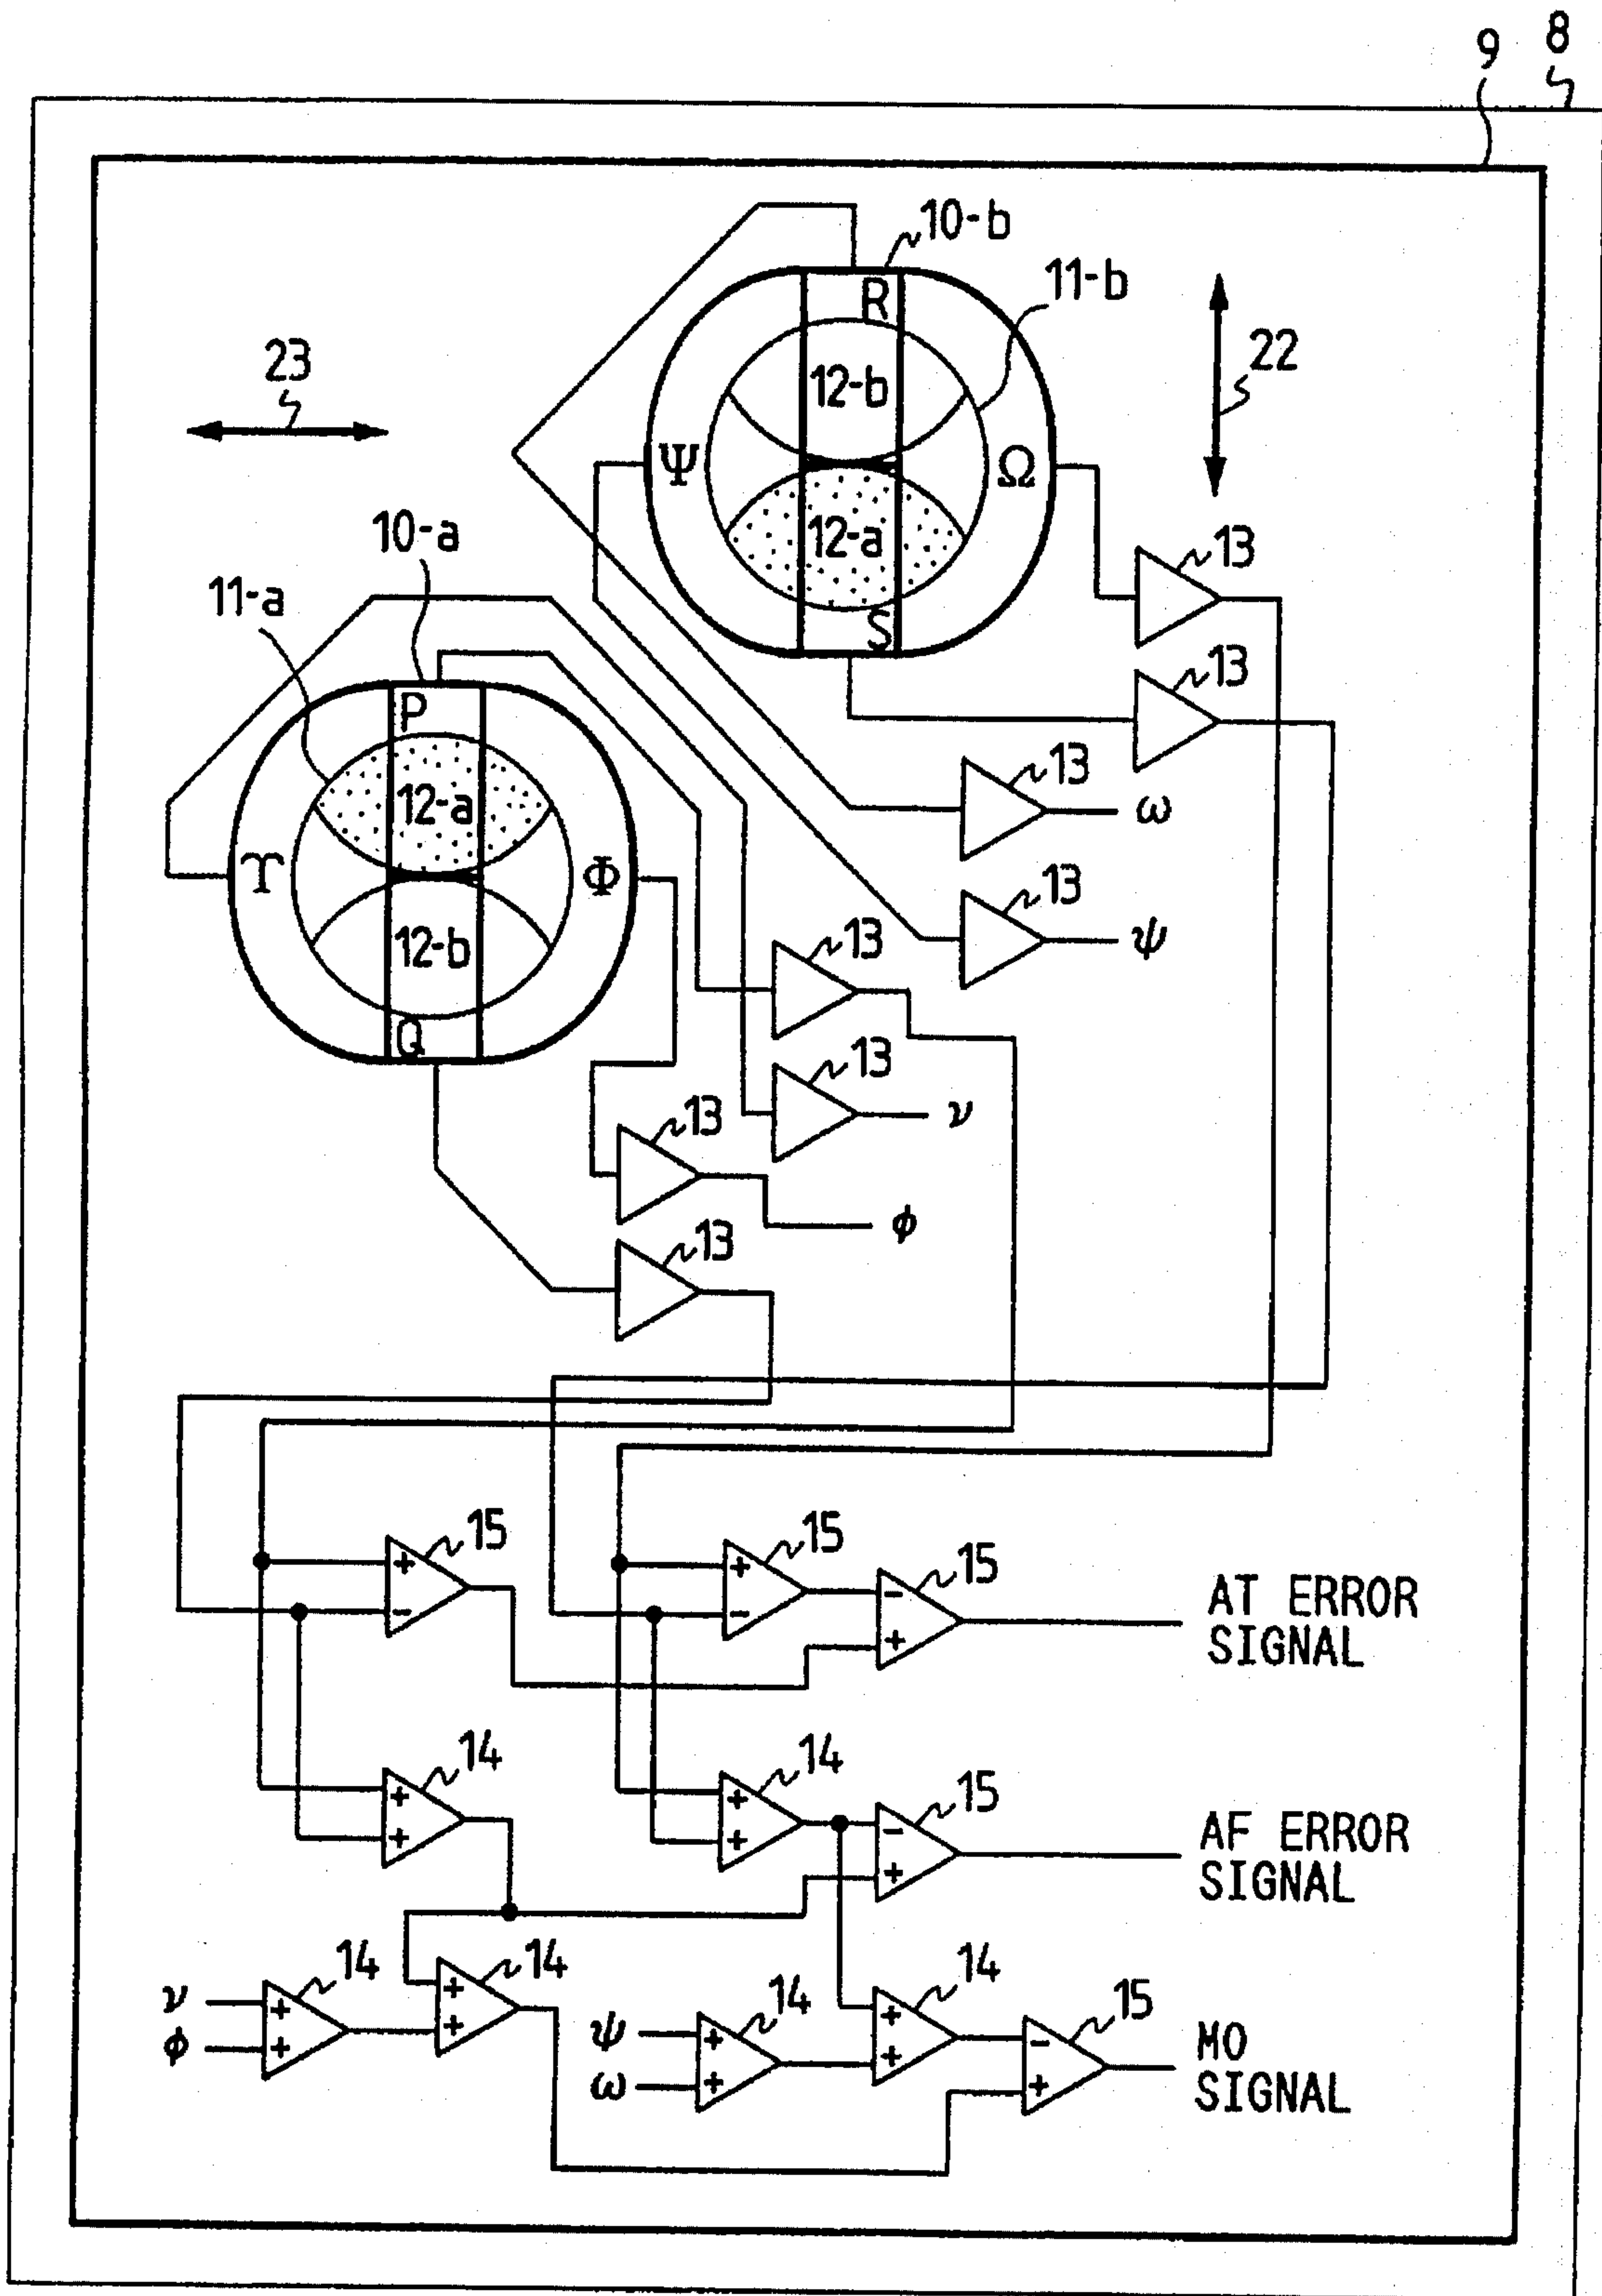 8
9
10-b
R
11-b
22
12-b
23
Ψ
Ω
12-a
10-a
13
11-a
S
13
P
13
12-a
ω
ϒ
Φ
13
ψ
12-b
13
Q
13
ν
13
ϕ
13
15
15
15
AT ERROR
SIGNAL
+
+
-
-
-
+
14
14
15
AF ERROR
SIGNAL
+
+
-
+
+
+
14
14
14
14
15
MO
SIGNAL
ν
+
+
ϕ
+
+
ψ
+
+
-
ω
+
+
+